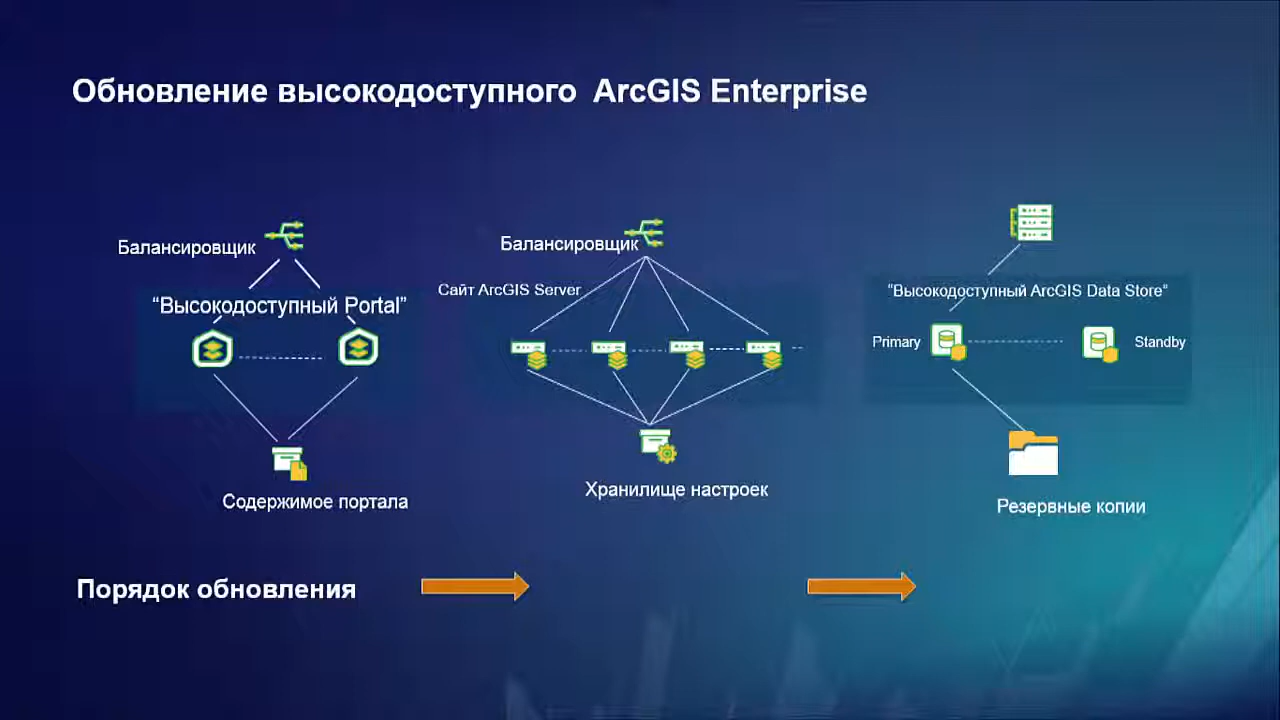 Обновление высокодоступного ArcGIS Enterprise
Балансировщик
“Высокодоступный Portal”
Содержимое портала
Балансировщик
Сайт ArcGIS Server
Хранилище настроек
“Высокодоступный ArcGIS Data Store”
Primary
Standby
Резервные копии
Порядок обновления